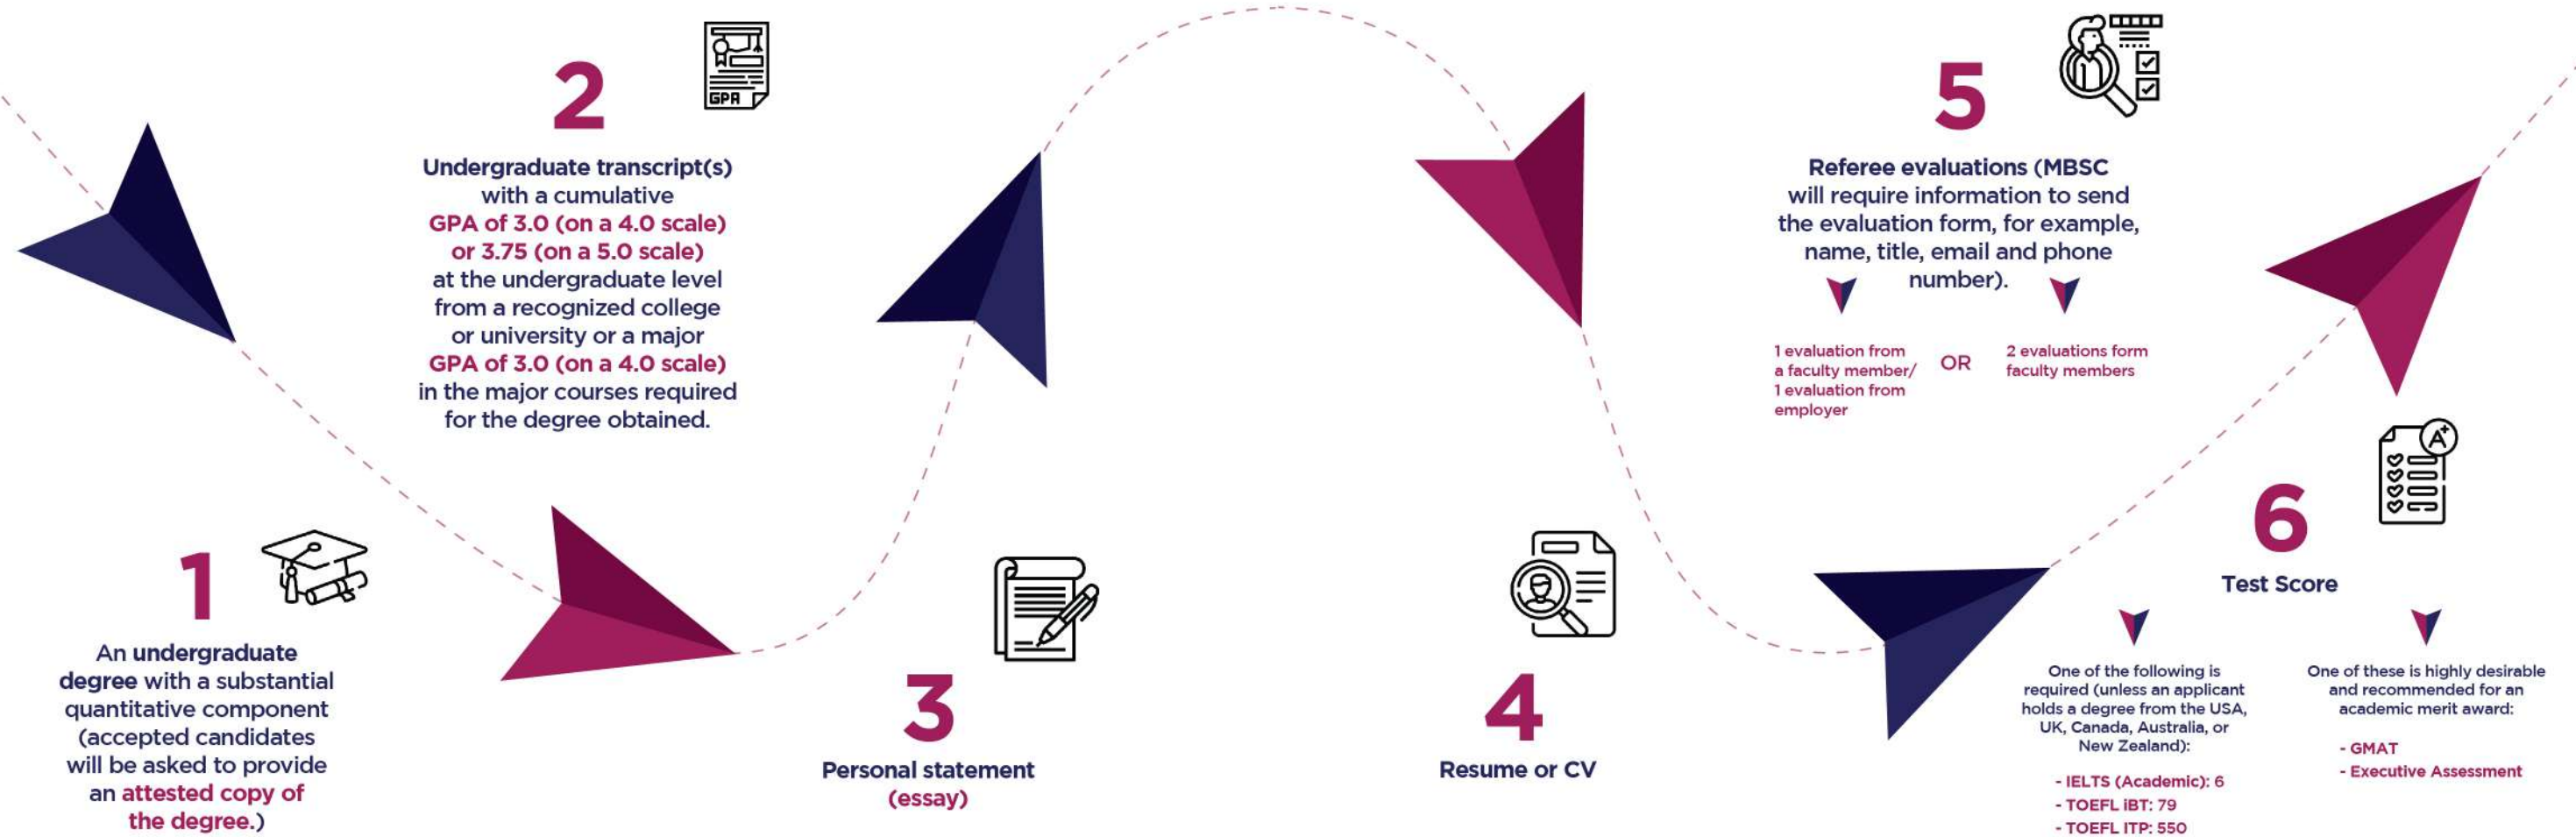 1
An undergraduate
degree with a substantial
quantitative component
(accepted candidates
will be asked to provide
an attested copy of
the degree.)
2
GPA
Undergraduate transcript(s)
with a cumulative
GPA of 3.0 (on a 4.0 scale)
or 3.75 (on a 5.0 scale)
at the undergraduate level
from a recognized college
or university or a major
GPA of 3.0 (on a 4.0 scale)
in the major courses required
for the degree obtained.
3
Personal statement
(essay)
4
Resume or CV
5
Referee evaluations (MBSC
will require information to send
the evaluation form, for example,
name, title, email and phone
number).
1 evaluation from
a faculty member/
1 evaluation from
employer
OR
2 evaluations form
faculty members
6
A+
Test Score
One of the following is
required (unless an applicant
holds a degree from the USA,
UK, Canada, Australia, or
New Zealand):
- IELTS (Academic): 6
- TOEFL iBT: 79
- TOEFL ITP: 550
One of these is highly desirable
and recommended for an
academic merit award:
- GMAT
- Executive Assessment